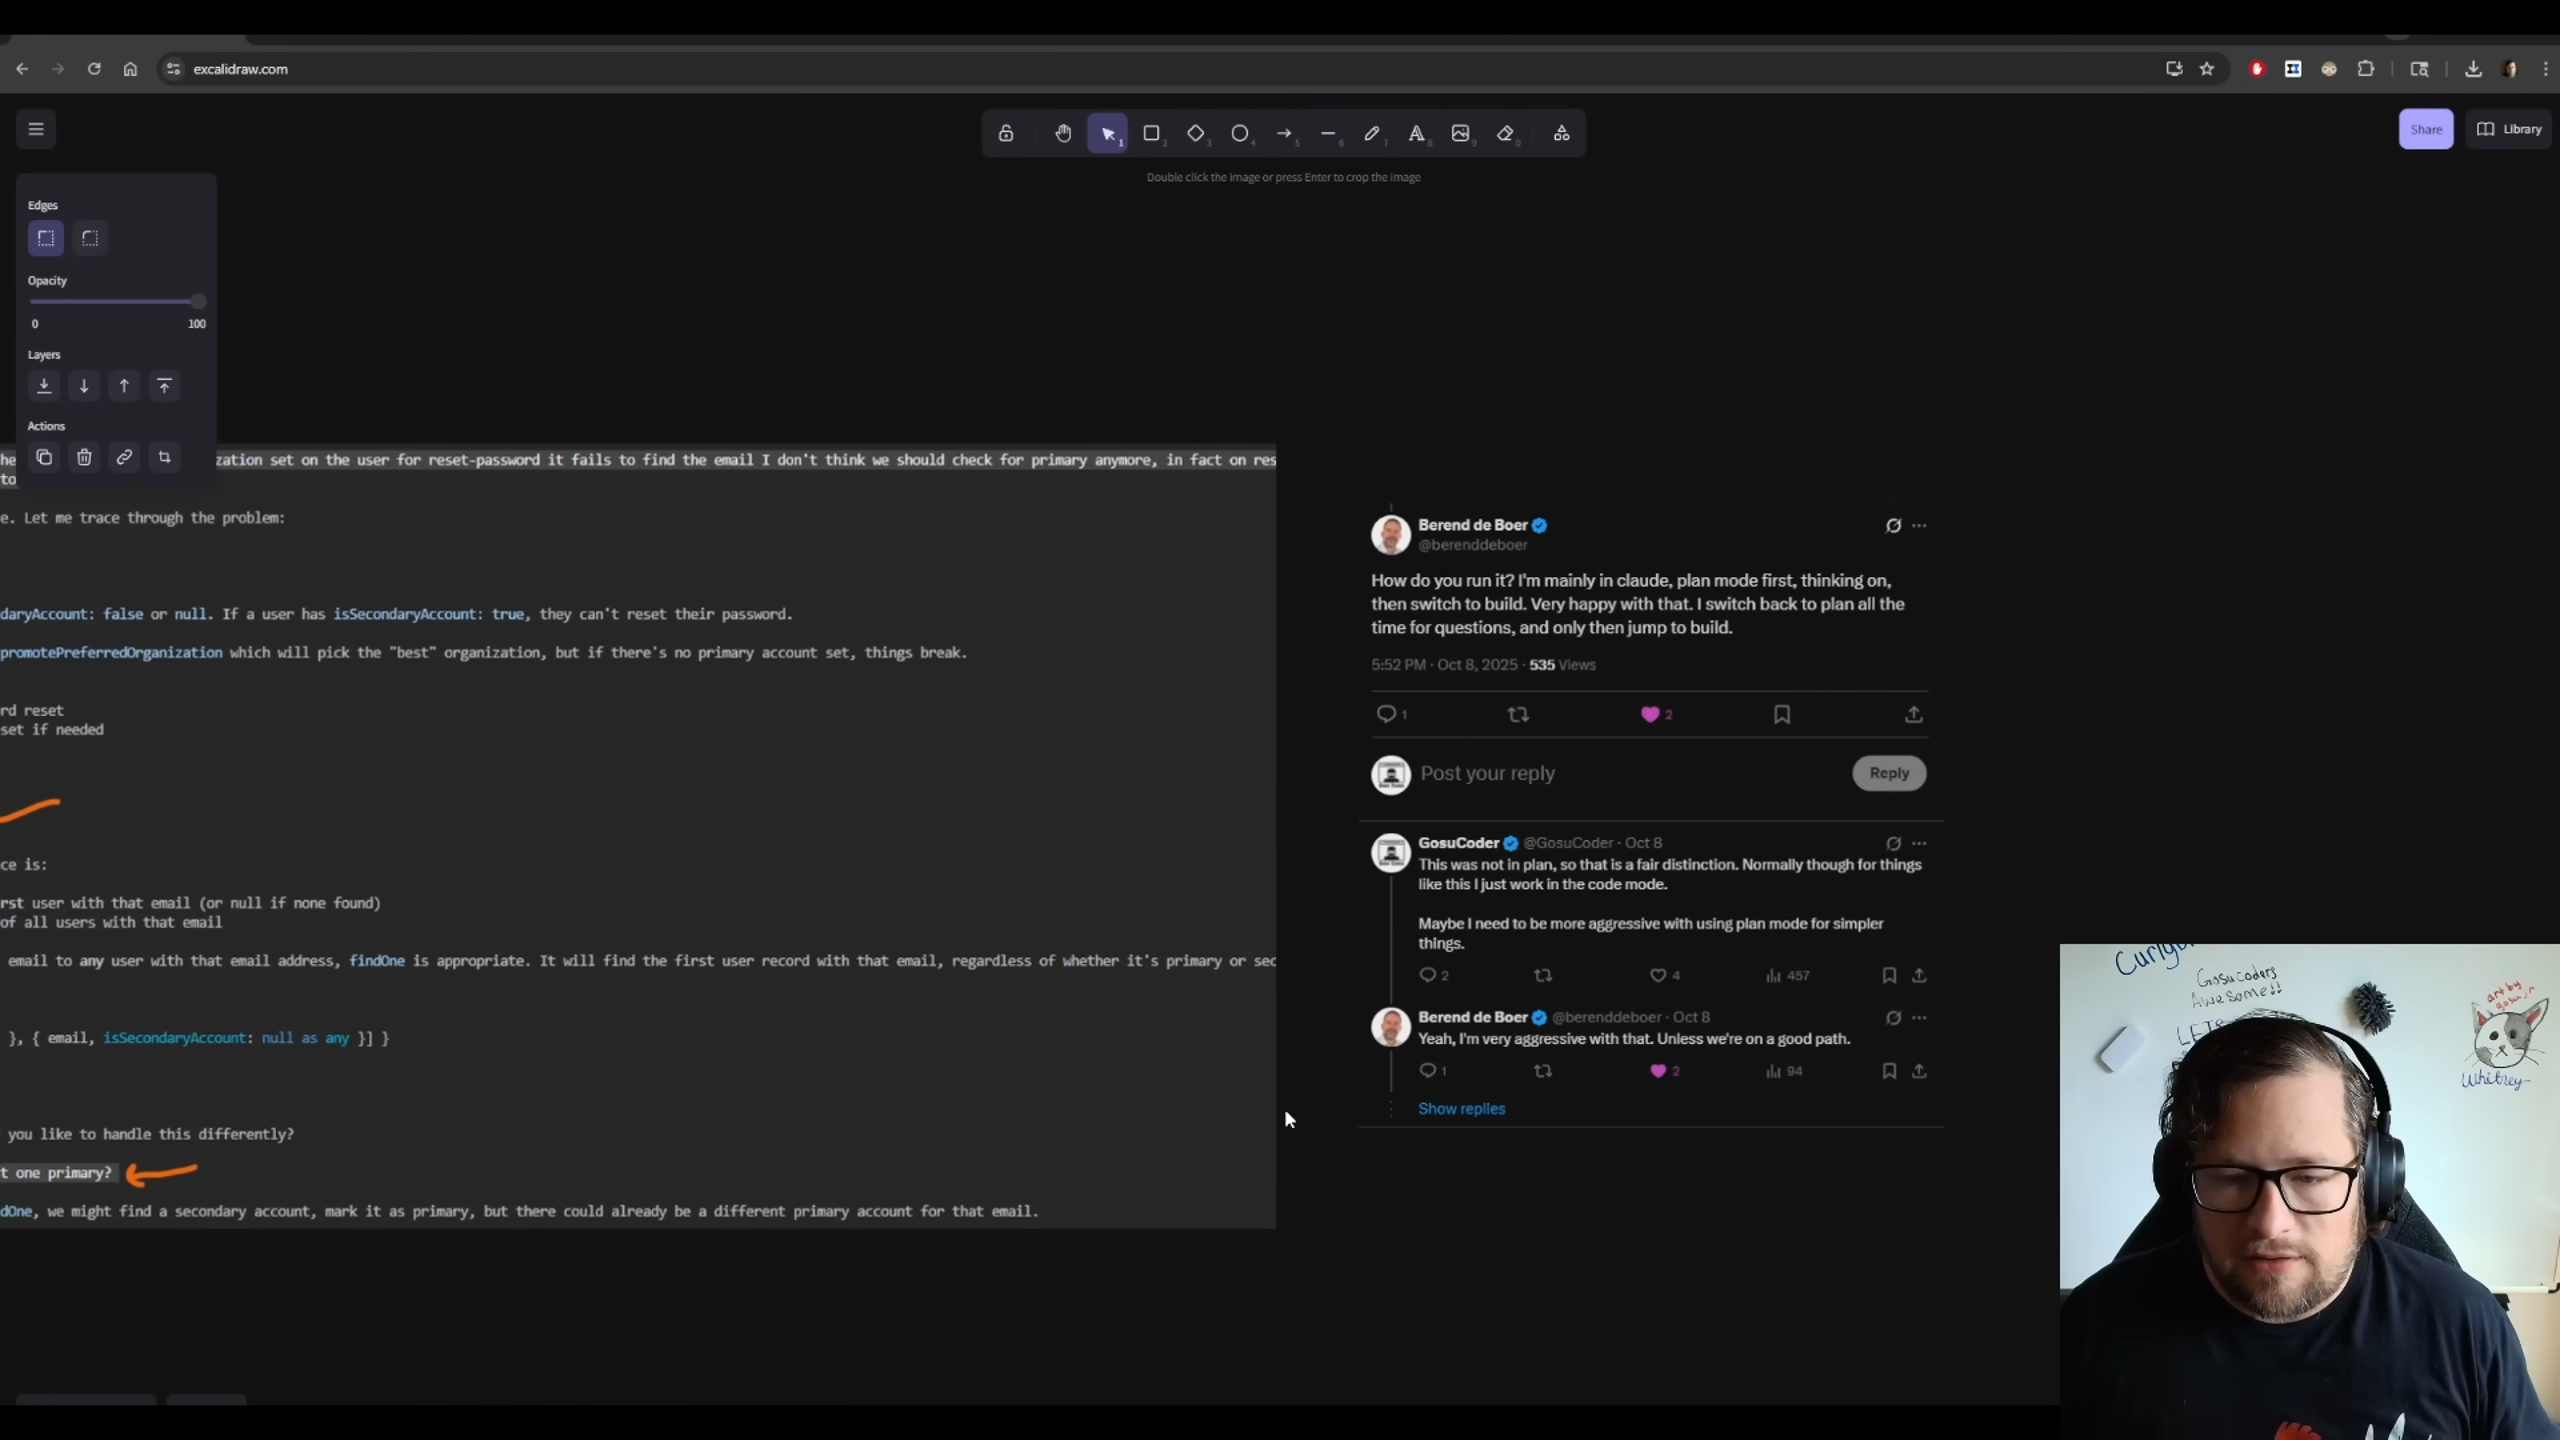 excalidraw.com
1
2
3
4
5
6
7
8
9
0
Share
Library
Double click the image or press Enter to crop the image
Edges
Opacity
0
100
Layers
Actions
zation set on the user for reset-password it fails to find the email I don't think we should check for primary anymore, in fact on res
to
e. Let me trace through the problem:
daryAccount: false or null. If a user has isSecondaryAccount: true, they can't reset their password.
promotePreferredOrganization which will pick the "best" organization, but if there's no primary account set, things break.
rd reset
set if needed
ce is:
rst user with that email (or null if none found)
of all users with that email
email to any user with that email address, findOne is appropriate. It will find the first user record with that email, regardless of whether it's primary or sec
}, { email, isSecondaryAccount: null as any }] }
you like to handle this differently?
t one primary?
dOne, we might find a secondary account, mark it as primary, but there could already be a different primary account for that email.
Berend de Boer
@berenddeboer
How do you run it? I'm mainly in claude, plan mode first, thinking on,
then switch to build. Very happy with that. I switch back to plan all the
time for questions, and only then jump to build.
5:52 PM · Oct 8, 2025 · 535 Views
1
2
Post your reply
Reply
GosuCoder @GosuCoder · Oct 8
This was not in plan, so that is a fair distinction. Normally though for things
like this I just work in the code mode.
Maybe I need to be more aggressive with using plan mode for simpler
things.
2
4
457
Berend de Boer @berenddeboer · Oct 8
Yeah, I'm very aggressive with that. Unless we're on a good path.
1
2
94
Show replies
Gosucoders
Awesome!!
art by
Whitney